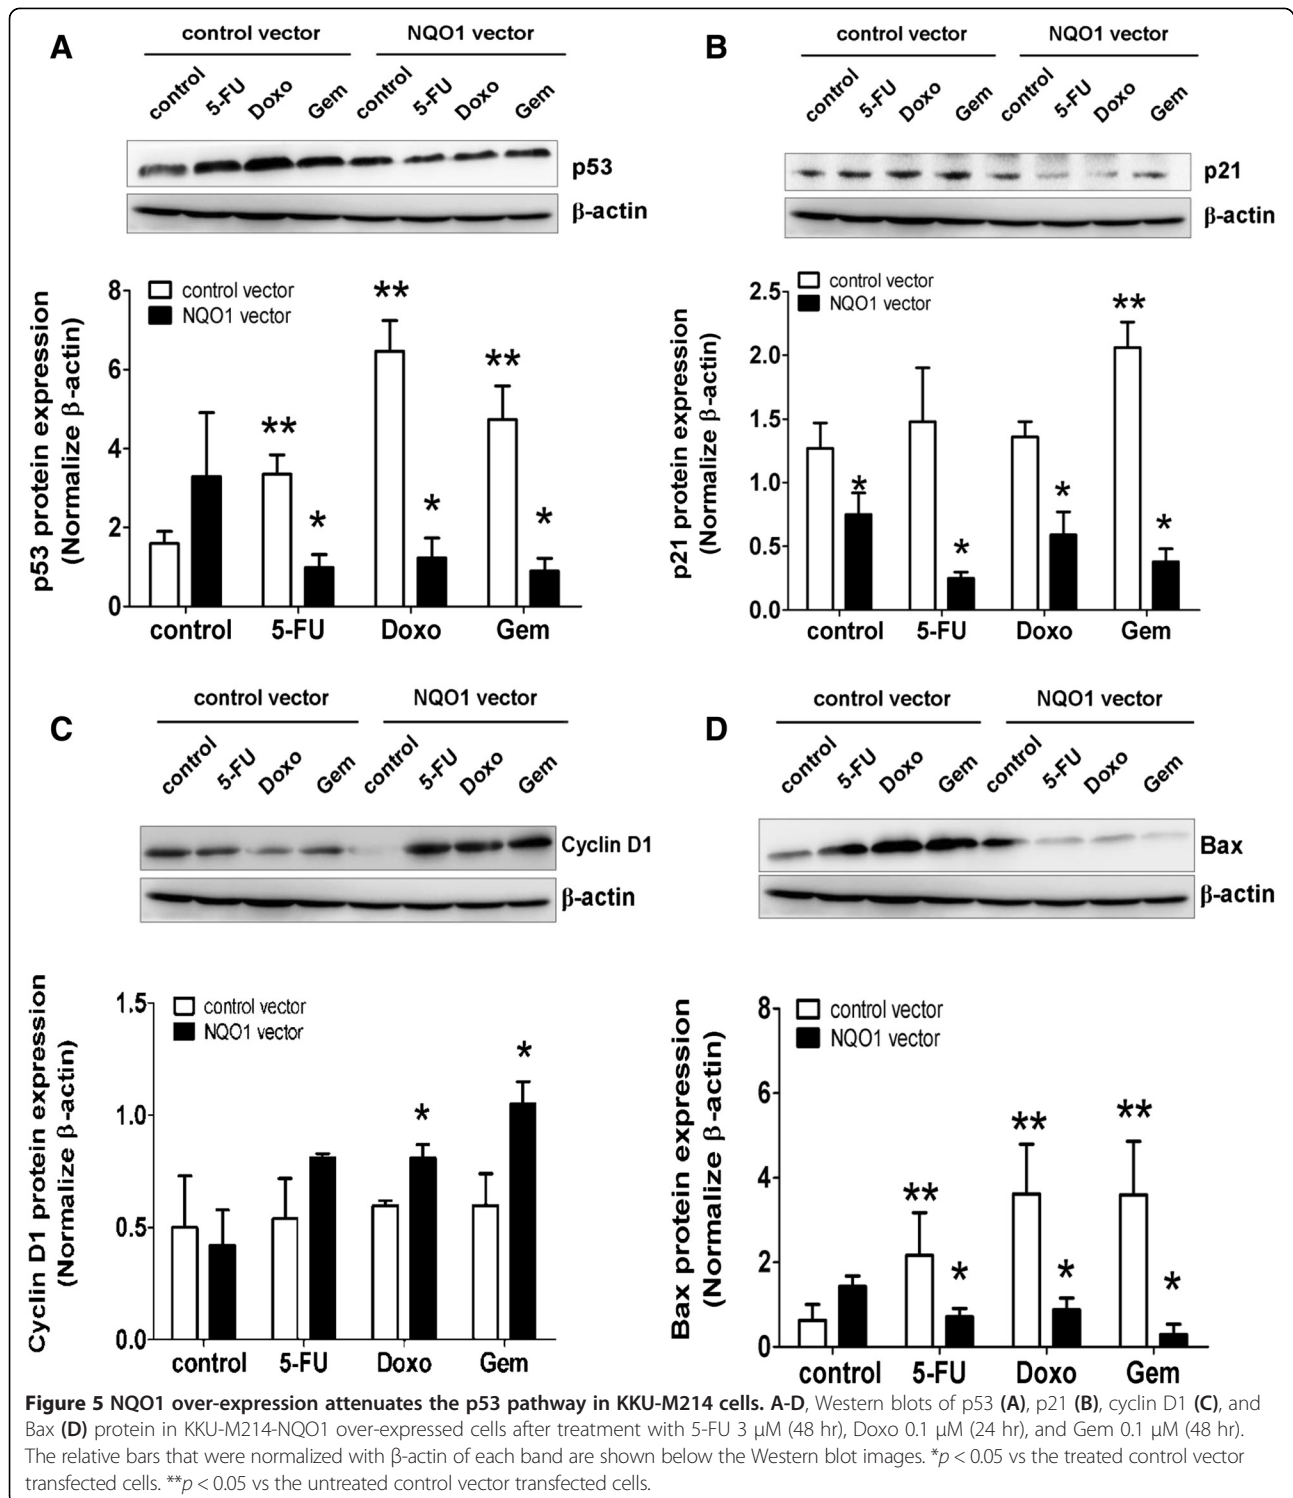 A
control vector NQO1 vector
control 5-FU Doxo Gem control 5-FU Doxo Gem
p53
β-actin
p53 protein expression
(Normalize β-actin)
8
6
4
2
0
control vector
NQO1 vector
** ** ** * * *
control 5-FU Doxo Gem
B
control vector NQO1 vector
control 5-FU Doxo Gem control 5-FU Doxo Gem
p21
β-actin
p21 protein expression
(Normalize β-actin)
2.5
2.0
1.5
1.0
0.5
0.0
control vector
NQO1 vector
* * * ** *
control 5-FU Doxo Gem
C
control vector NQO1 vector
control 5-FU Doxo Gem control 5-FU Doxo Gem
Cyclin D1
β-actin
Cyclin D1 protein expression
(Normalize β-actin)
1.5
1.0
0.5
0.0
control vector
NQO1 vector
* *
control 5-FU Doxo Gem
D
control vector NQO1 vector
control 5-FU Doxo Gem control 5-FU Doxo Gem
Bax
β-actin
Bax protein expression
(Normalize β-actin)
8
6
4
2
0
control vector
NQO1 vector
** * ** * ** *
control 5-FU Doxo Gem
Figure 5 NQO1 over-expression attenuates the p53 pathway in KKU-M214 cells. A-D, Western blots of p53 (A), p21 (B), cyclin D1 (C), and
Bax (D) protein in KKU-M214-NQO1 over-expressed cells after treatment with 5-FU 3 μM (48 hr), Doxo 0.1 μM (24 hr), and Gem 0.1 μM (48 hr).
The relative bars that were normalized with β-actin of each band are shown below the Western blot images. *p < 0.05 vs the treated control vector
transfected cells. **p < 0.05 vs the untreated control vector transfected cells.